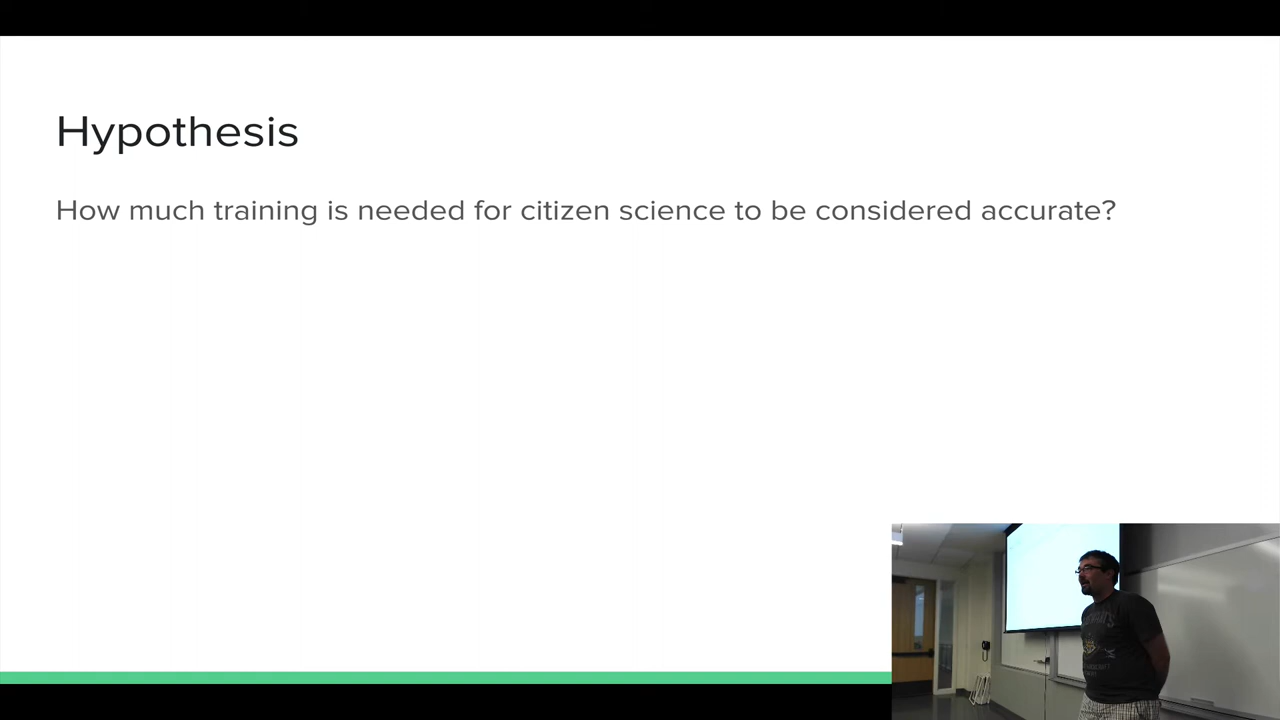 Hypothesis
How much training is needed for citizen science to be considered accurate?